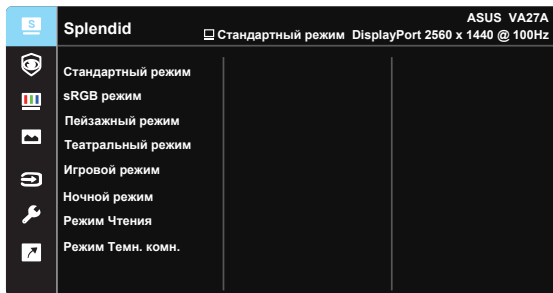 S
Splendid
ASUS VA27A
Стандартный режим DisplayPort 2560 x 1440 @ 100Hz
Стандартный режим
sRGB режим
Пейзажный режим
Театральный режим
Игровой режим
Ночной режим
Режим Чтения
Режим Темн. комн.